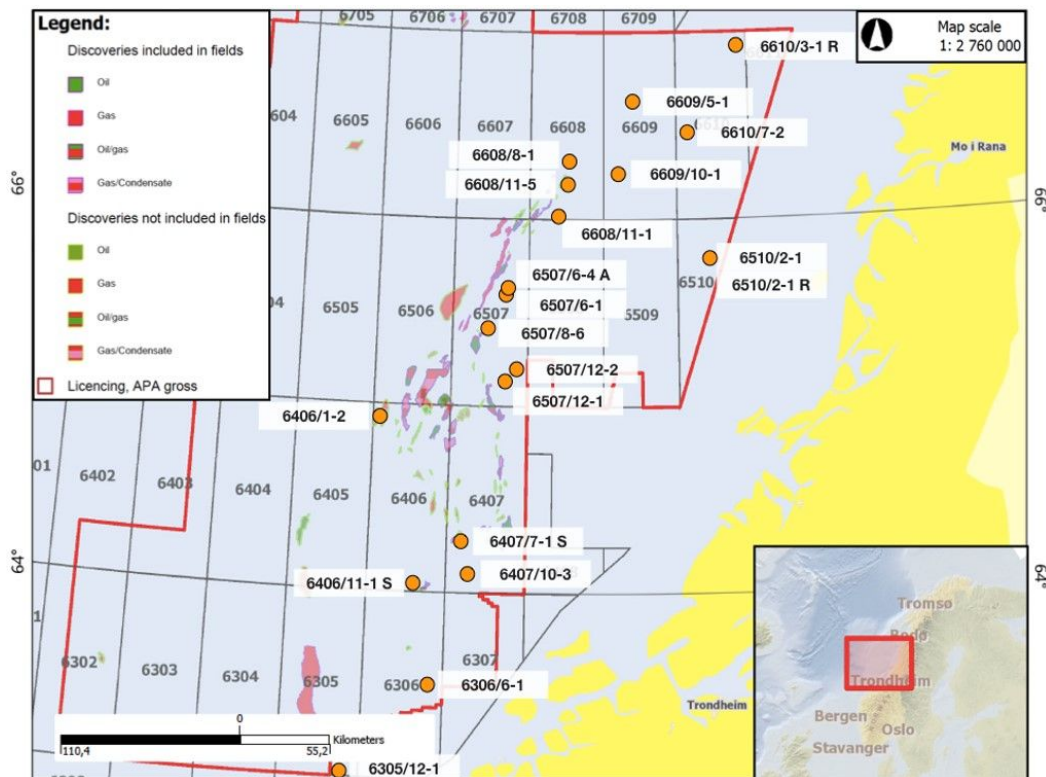 6705
6706
6707
6708
6709
Map scale
1: 2 760 000
Legend:
Discoveries included in fields
Oil
Gas
Oil/gas
Gas/Condensate
Discoveries not included in fields
Oil
Gas
Oil/gas
Gas/Condensate
Licencing, APA gross
6610/3-1 R
6609/5-1
6605
6606
6607
6608
6609
6610/7-2
Mo i Rana
6608/8-1
6609/10-1
6608/11-5
66°
6608/11-1
6510/2-1
6507/6-4 A
6510
6510/2-1 R
6505
6506
6507
6507/6-1
6509
6507/8-6
6507/12-2
6507/12-1
6406/1-2
01
6402
6403
6404
6405
6406
6407
6407/7-1 S
64°
64°
6406/11-1 S
6407/10-3
6302
6303
6304
6305
6306
6307
6306/6-1
Trondheim
0
Kilometers
110,4
55,2
6305/12-1
Tromsø
Bodø
Trondheim
Bergen
Oslo
Stavanger